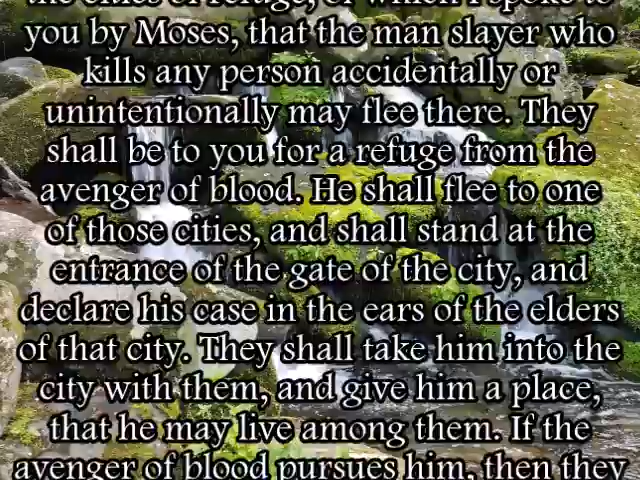 the cities of refuge, of which I spoke to
you by Moses, that the man slayer who
kills any person accidentally or
unintentionally may flee there. They
shall be to you for a refuge from the
avenger of blood. He shall flee to one
of those cities, and shall stand at the
entrance of the gate of the city, and
declare his case in the ears of the elders
of that city. They shall take him into the
city with them, and give him a place,
that he may live among them. If the
avenger of blood pursues him, then they